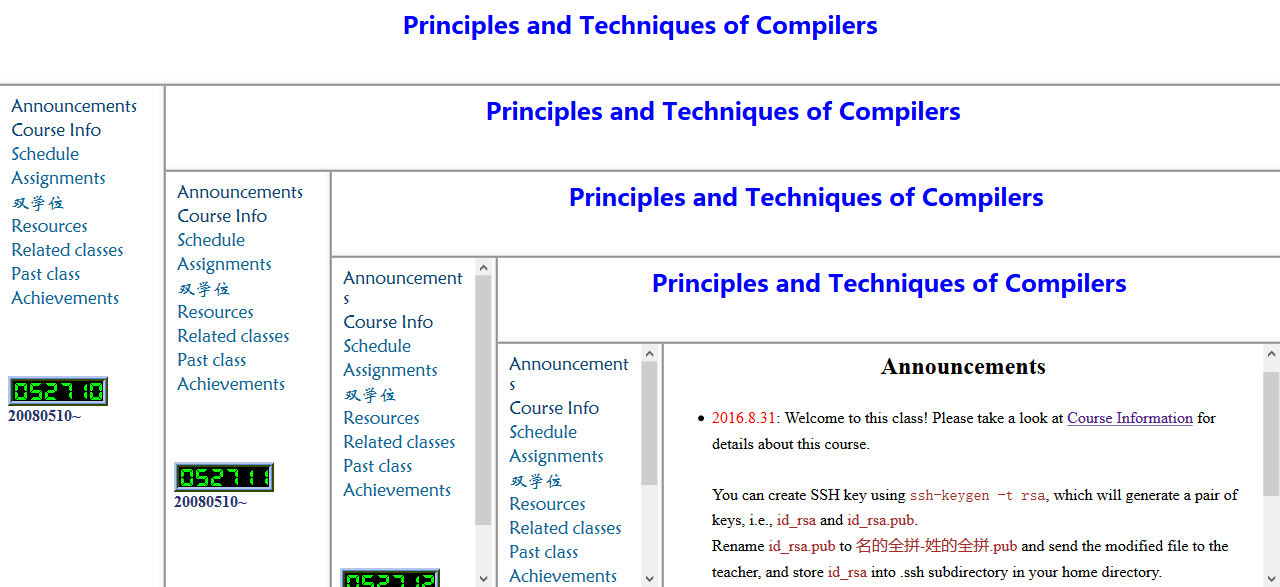 Principles and Techniques of Compilers
Announcements
Course Info
Schedule
Assignments
双学位
Resources
Related classes
Past class
Achievements
052710
20080510~
Principles and Techniques of Compilers
Announcements
Course Info
Schedule
Assignments
双学位
Resources
Related classes
Past class
Achievements
052711
20080510~
Principles and Techniques of Compilers
Announcement
s
Course Info
Schedule
Assignments
双学位
Resources
Related classes
Past class
Achievements
052712
Principles and Techniques of Compilers
Announcement
s
Course Info
Schedule
Assignments
双学位
Resources
Related classes
Past class
Achievements
Announcements
• 2016.8.31: Welcome to this class! Please take a look at Course Information for
details about this course.
You can create SSH key using ssh-keygen -t rsa, which will generate a pair of
keys, i.e., id_rsa and id_rsa.pub.
Rename id_rsa.pub to 名的全拼-姓的全拼.pub and send the modified file to the
teacher, and store id_rsa into .ssh subdirectory in your home directory.